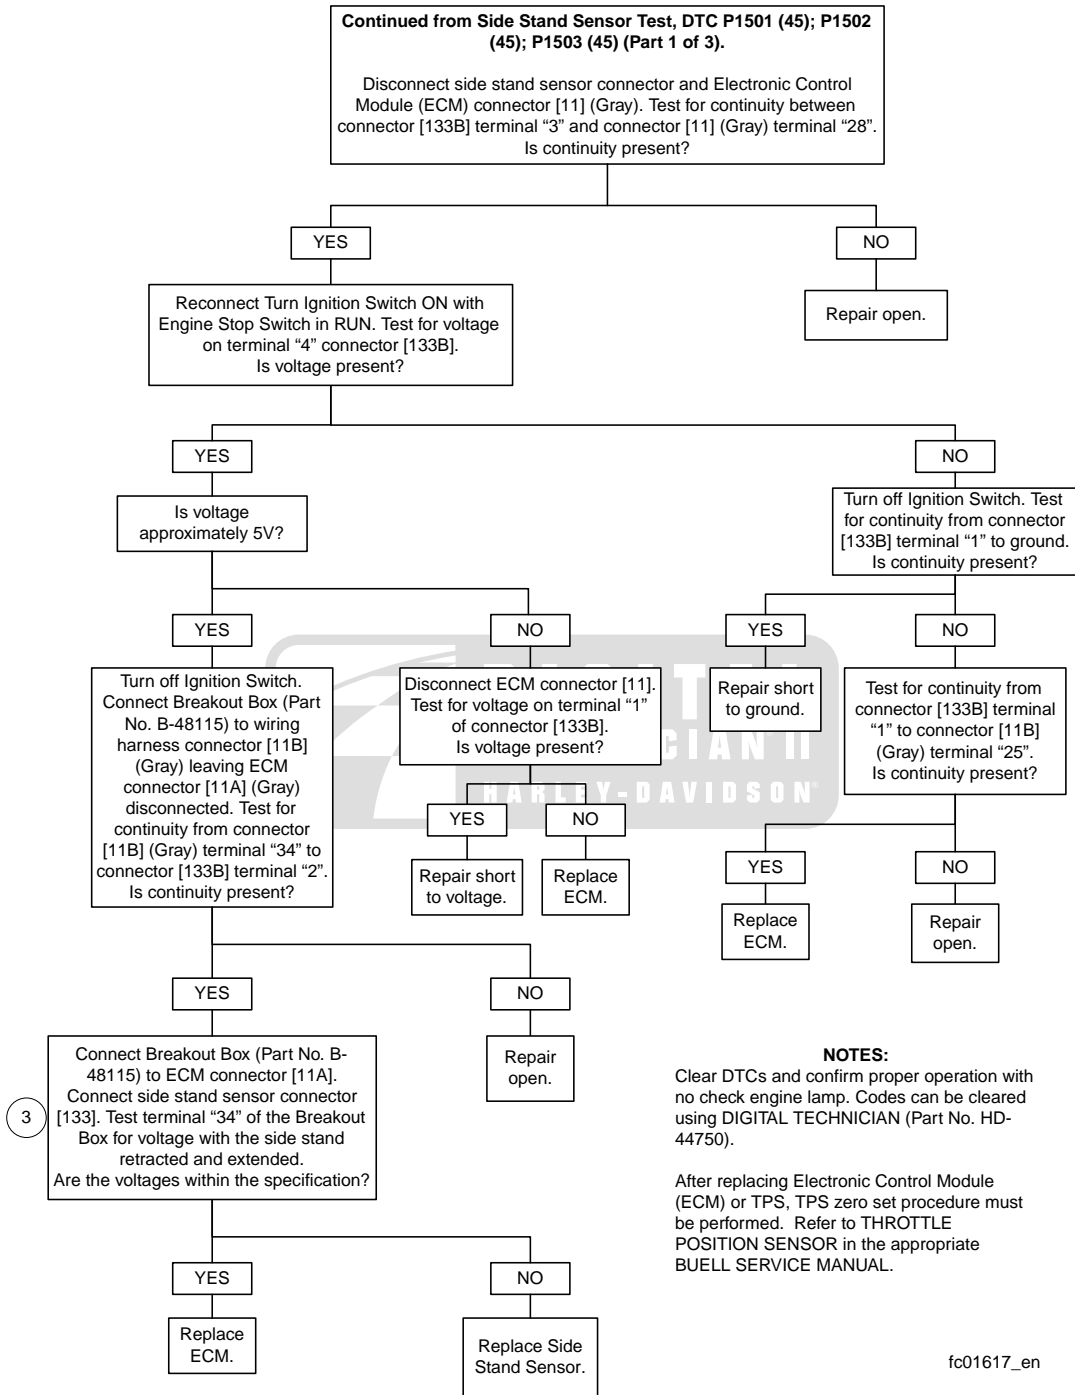 Continued from Side Stand Sensor Test, DTC P1501 (45); P1502
(45); P1503 (45) (Part 1 of 3).
Disconnect side stand sensor connector and Electronic Control
Module (ECM) connector [11] (Gray). Test for continuity between
connector [133B] terminal “3” and connector [11] (Gray) terminal “28”.
Is continuity present?
YES
NO
Reconnect Turn Ignition Switch ON with
Engine Stop Switch in RUN. Test for voltage
on terminal “4” connector [133B].
Is voltage present?
Repair open.
YES
NO
Is voltage
approximately 5V?
Turn off Ignition Switch. Test
for continuity from connector
[133B] terminal “1” to ground.
Is continuity present?
YES
NO
YES
NO
Turn off Ignition Switch.
Connect Breakout Box (Part
No. B-48115) to wiring
harness connector [11B]
(Gray) leaving ECM
connector [11A] (Gray)
disconnected. Test for
continuity from connector
[11B] (Gray) terminal “34” to
connector [133B] terminal “2”.
Is continuity present?
Disconnect ECM connector [11].
Test for voltage on terminal “1”
of connector [133B].
Is voltage present?
Repair short
to ground.
Test for continuity from
connector [133B] terminal
“1” to connector [11B]
(Gray) terminal “25”.
Is continuity present?
HARLEY-DAVIDSON
YES
NO
Repair short
to voltage.
Replace
ECM.
YES
NO
Replace
ECM.
Repair
open.
YES
NO
Connect Breakout Box (Part No. B-
48115) to ECM connector [11A].
Connect side stand sensor connector
[133]. Test terminal “34” of the Breakout
Box for voltage with the side stand
retracted and extended.
Are the voltages within the specification?
3
Repair
open.
NOTES:
Clear DTCs and confirm proper operation with
no check engine lamp. Codes can be cleared
using DIGITAL TECHNICIAN (Part No. HD-
44750).
After replacing Electronic Control Module
(ECM) or TPS, TPS zero set procedure must
be performed. Refer to THROTTLE
POSITION SENSOR in the appropriate
BUELL SERVICE MANUAL.
YES
NO
Replace
ECM.
Replace Side
Stand Sensor.
fc01617_en